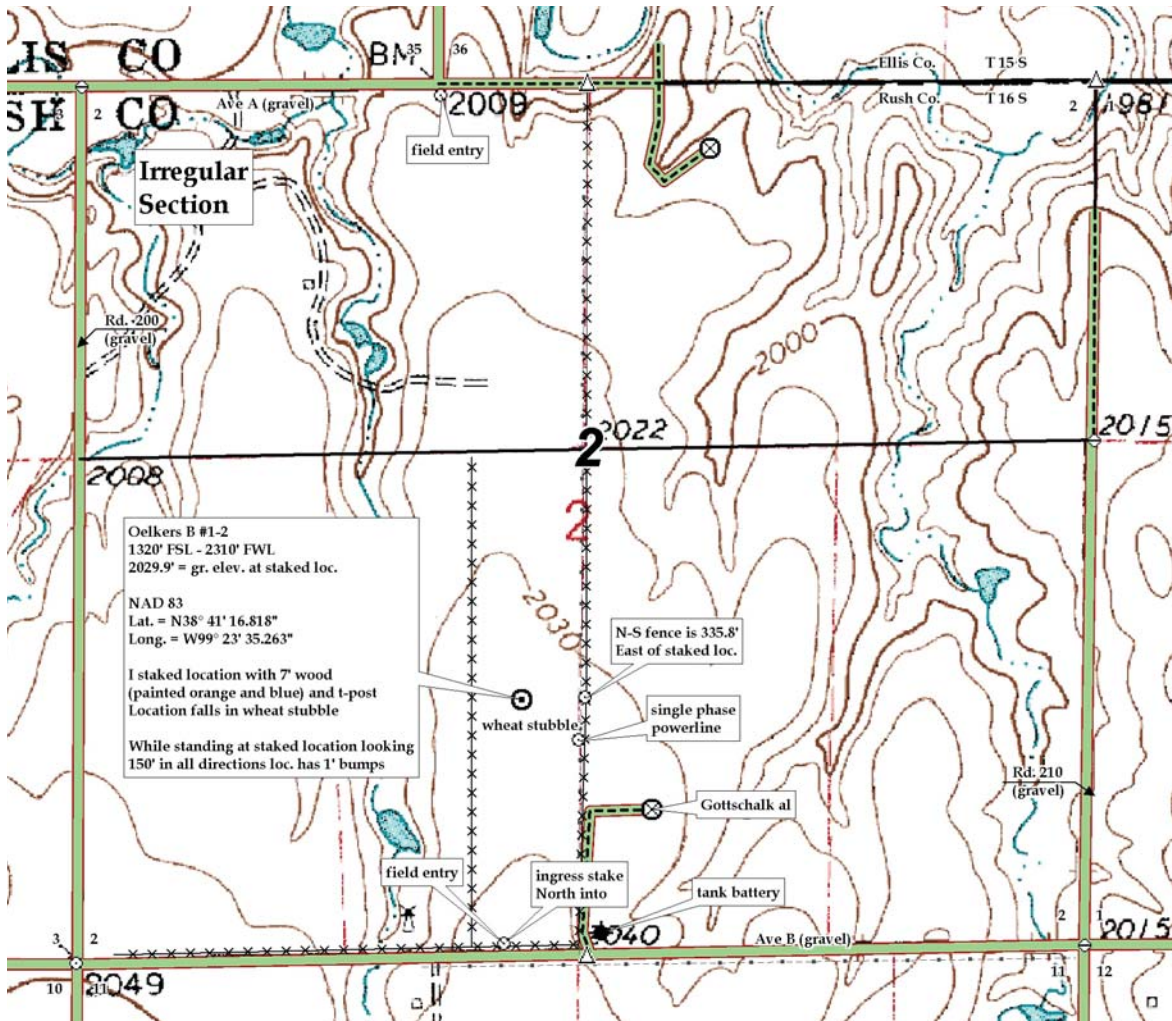 LIS CO
SH CO
BM
35
36
Ellis Co.
T 15 S
Rush Co.
T 16 S
3
2
Ave A (gravel)
2009
2
1
1981
field entry
Irregular
Section
Rd. 200
(gravel)
2000
2022
2
2015
2008
2
Oelkers B #1-2
1320' FSL - 2310' FWL
2029.9' = gr. elev. at staked loc.
NAD 83
Lat. = N38° 41' 16.818"
Long. = W99° 23' 35.263"
I staked location with 7' wood
(painted orange and blue) and t-post
Location falls in wheat stubble
While standing at staked location looking
150' in all directions loc. has 1' bumps
2030
N-S fence is 335.8'
East of staked loc.
wheat stubble
single phase
powerline
Rd. 210
(gravel)
Gottschalk al
field entry
ingress stake
North into
tank battery
2040
Ave B (gravel)
3
2
2
1
2015
10
11
2049
11
12